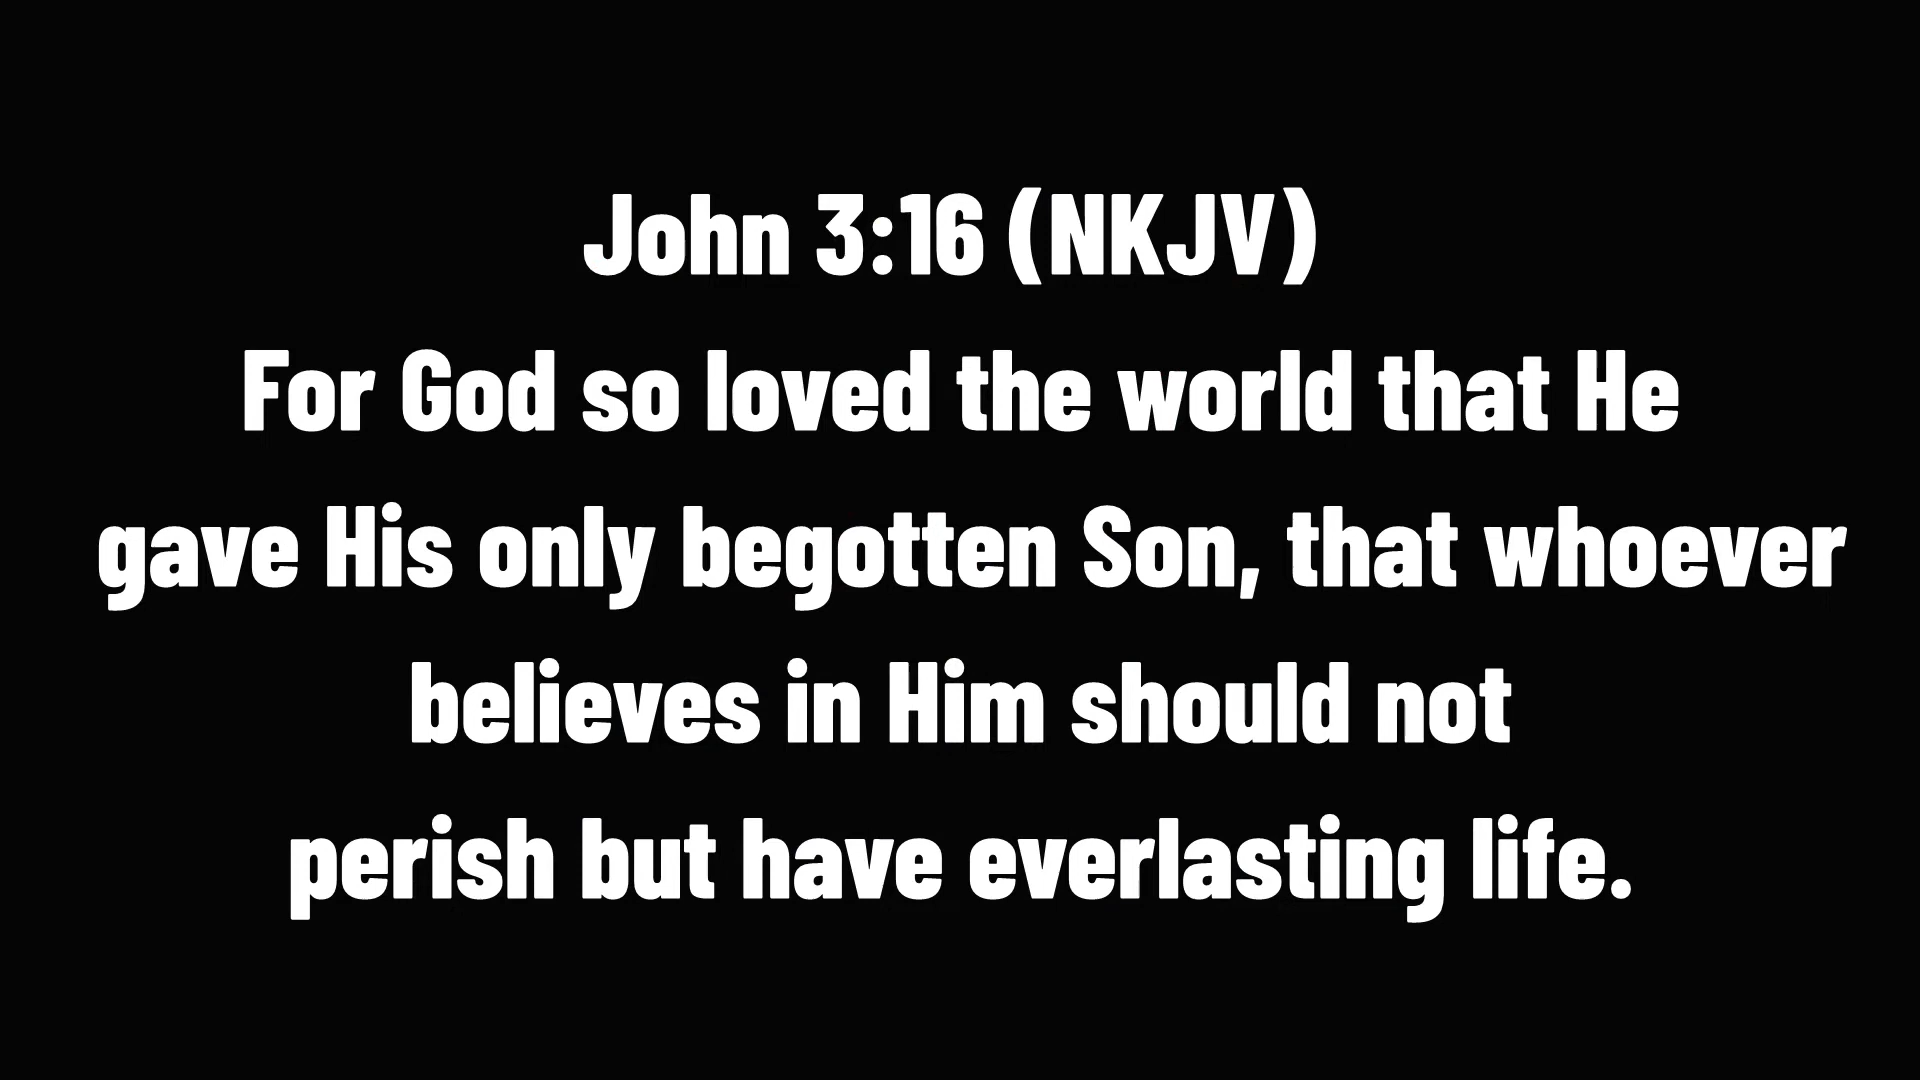 John 3:16 (NKJV)
For God so loved the world that He
gave His only begotten Son, that whoever
believes in Him should not
perish but have everlasting life.